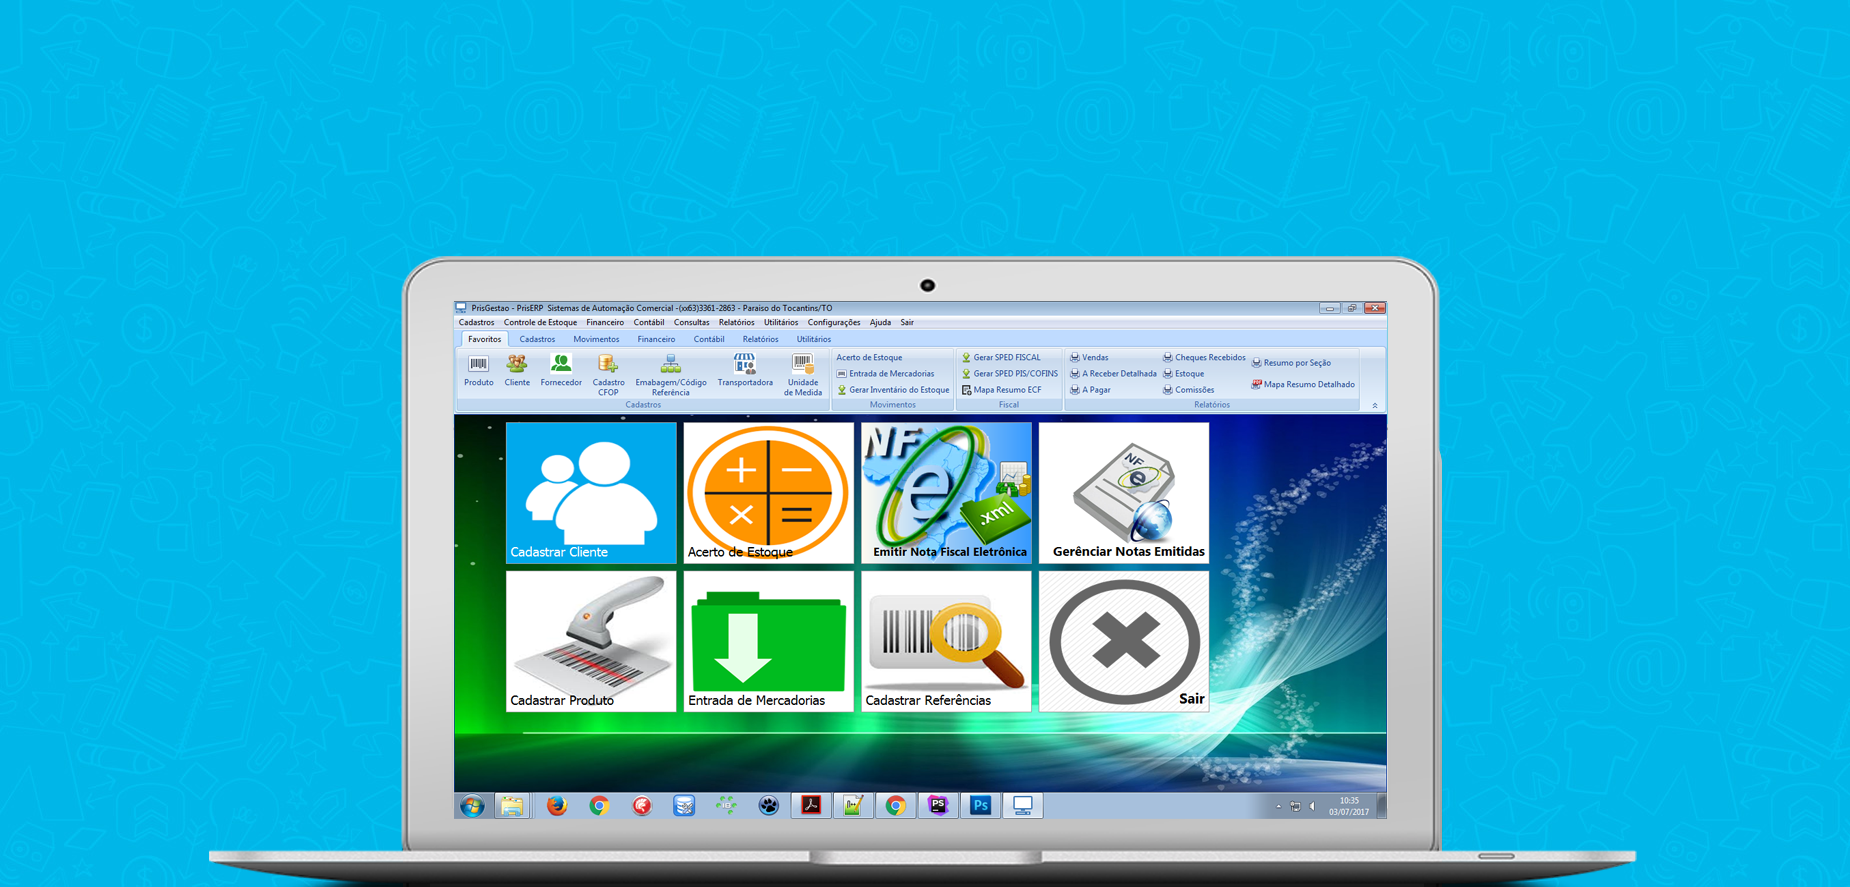 PrisGestao - PrisERP Sistemas de Automação Comercial -(xx63)3361-2863 - Paraiso do Tocantins/TO
Cadastros Controle de Estoque Financeiro Contábil Consultas Relatórios Utilitários Configurações Ajuda Sair
Favoritos Cadastros Movimentos Financeiro Contábil Relatórios Utilitários
Produto
Cliente
Fornecedor
Cadastro
CFOP
Emabagem/Código
Referência
Transportadora
Unidade
de Medida
Cadastros
Acerto de Estoque
Entrada de Mercadorias
Gerar Inventário do Estoque
Movimentos
Gerar SPED FISCAL
Gerar SPED PIS/COFINS
Mapa Resumo ECF
Fiscal
Vendas
A Receber Detalhada
A Pagar
Cheques Recebidos
Estoque
Comissões
Resumo por Seção
Mapa Resumo Detalhado
Relatórios
Cadastrar Cliente
Acerto de Estoque
NF
e
.xml
Emitir Nota Fiscal Eletrônica
NF
e
Gerênciar Notas Emitidas
Cadastrar Produto
Entrada de Mercadorias
Cadastrar Referências
Sair
PS
Ps
10:35
03/07/2017